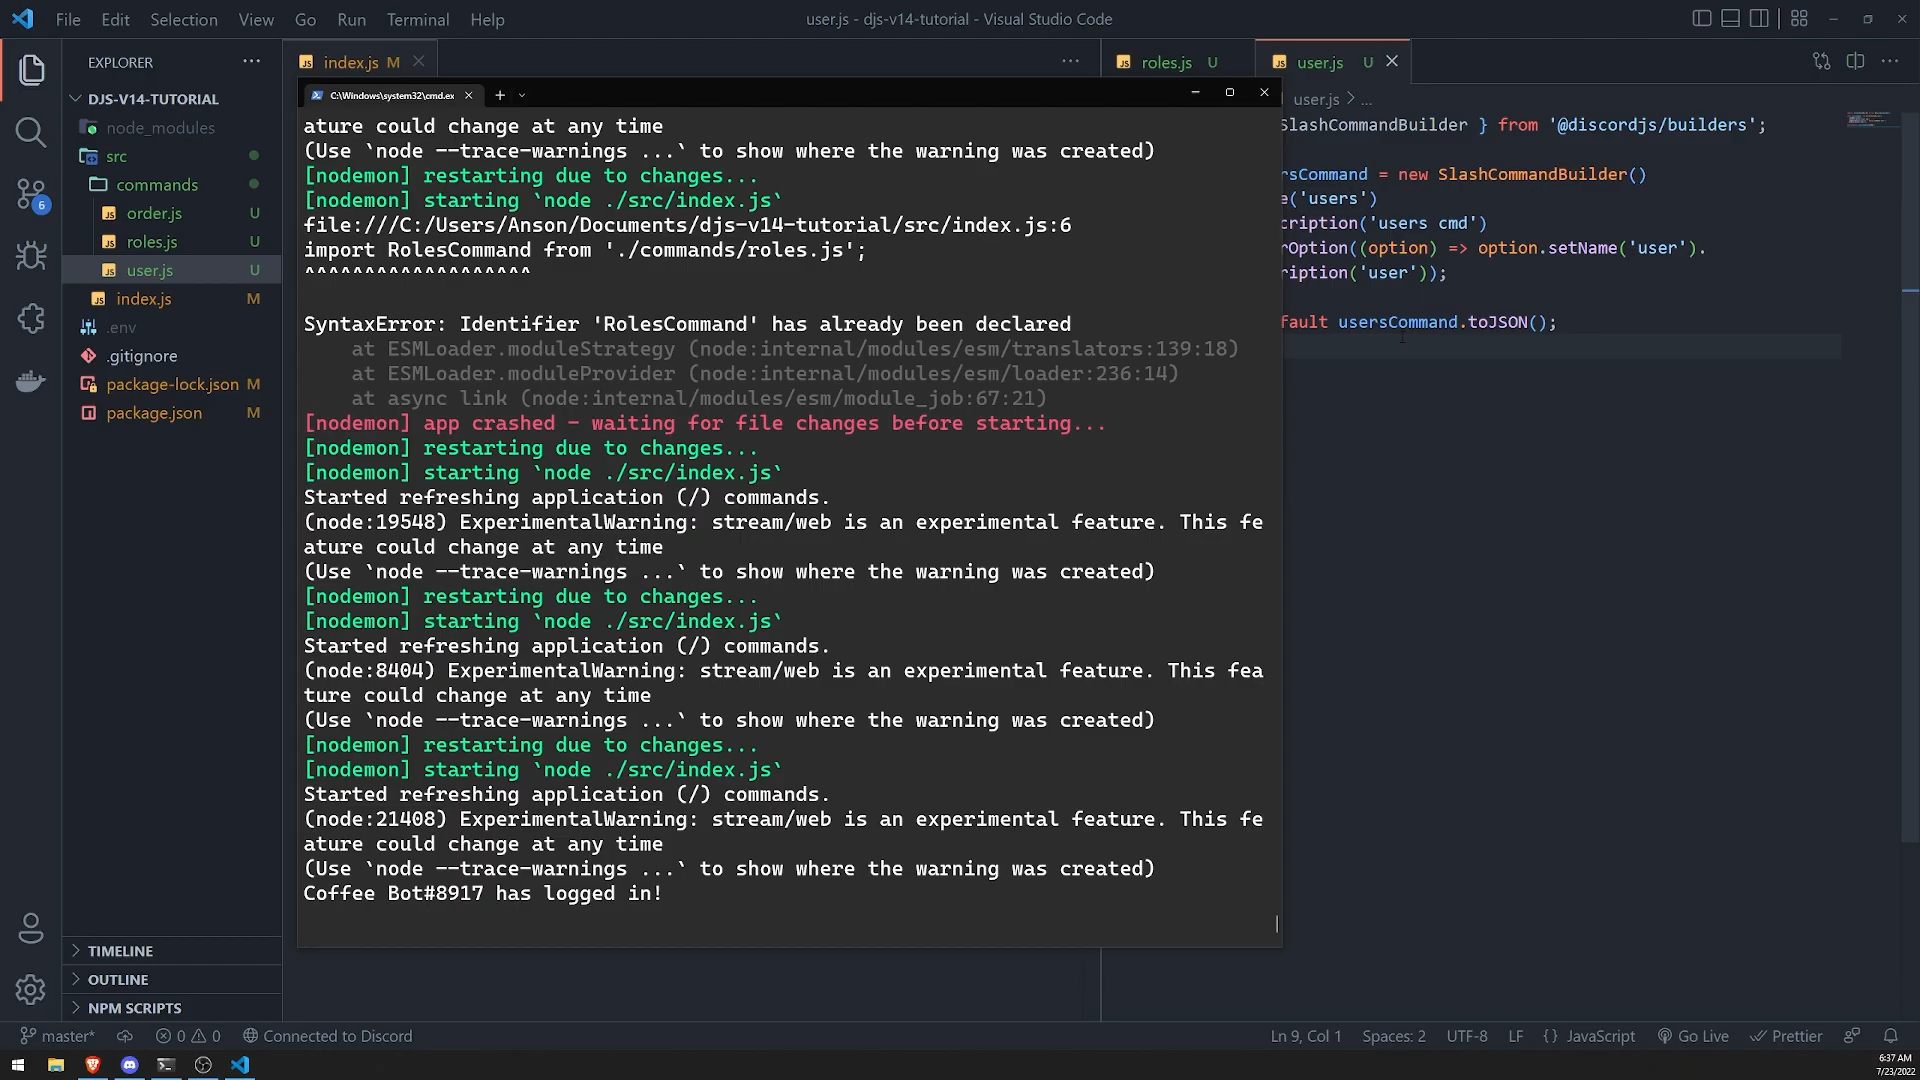 File Edit Selection View Go Run Terminal Help
user.js - djs-v14-tutorial - Visual Studio Code
EXPLORER
DJS-V14-TUTORIAL
node_modules
src
commands
order.js U
roles.js U
user.js U
index.js M
.env
.gitignore
package-lock.json M
package.json M
TIMELINE
OUTLINE
NPM SCRIPTS
6
index.js M
C:\Windows\system32\cmd.ex
ature could change at any time
(Use `node --trace-warnings ...` to show where the warning was created)
[nodemon] restarting due to changes...
[nodemon] starting `node ./src/index.js`
file:///C:/Users/Anson/Documents/djs-v14-tutorial/src/index.js:6
import RolesCommand from './commands/roles.js';
^^^^^^^^^^^^^^^^^^^
SyntaxError: Identifier 'RolesCommand' has already been declared
at ESMLoader.moduleStrategy (node:internal/modules/esm/translators:139:18)
at ESMLoader.moduleProvider (node:internal/modules/esm/loader:236:14)
at async link (node:internal/modules/esm/module_job:67:21)
[nodemon] app crashed - waiting for file changes before starting...
[nodemon] restarting due to changes...
[nodemon] starting `node ./src/index.js`
Started refreshing application (/) commands.
(node:19548) ExperimentalWarning: stream/web is an experimental feature. This fe
ature could change at any time
(Use `node --trace-warnings ...` to show where the warning was created)
[nodemon] restarting due to changes...
[nodemon] starting `node ./src/index.js`
Started refreshing application (/) commands.
(node:8404) ExperimentalWarning: stream/web is an experimental feature. This fea
ture could change at any time
(Use `node --trace-warnings ...` to show where the warning was created)
[nodemon] restarting due to changes...
[nodemon] starting `node ./src/index.js`
Started refreshing application (/) commands.
(node:21408) ExperimentalWarning: stream/web is an experimental feature. This fe
ature could change at any time
(Use `node --trace-warnings ...` to show where the warning was created)
Coffee Bot#8917 has logged in!
roles.js U
user.js U
user.js > ...
SlashCommandBuilder } from '@discordjs/builders';
rsCommand = new SlashCommandBuilder()
e('users')
cription('users cmd')
rOption((option) => option.setName('user').
ription('user'));
fault usersCommand.toJSON();
master*
0 0
Connected to Discord
Ln 9, Col 1
Spaces: 2
UTF-8
LF
{} JavaScript
Go Live
Prettier
6:37 AM
7/23/2022